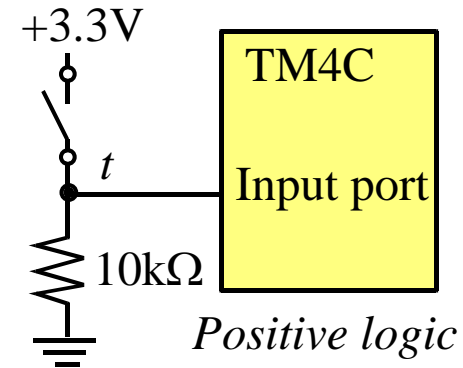 +3.3V
TM4C
t
Input port
10kΩ
Positive logic